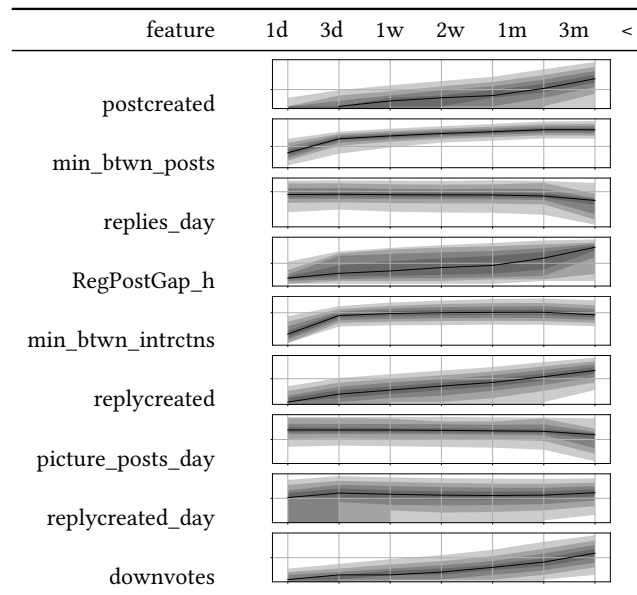 feature 1d 3d 1w 2w 1m 3m <
postcreated
min_btwn_posts
replies_day
RegPostGap_h
min_btwn_intrctns
replycreated
picture_posts_day
replycreated_day
downvotes